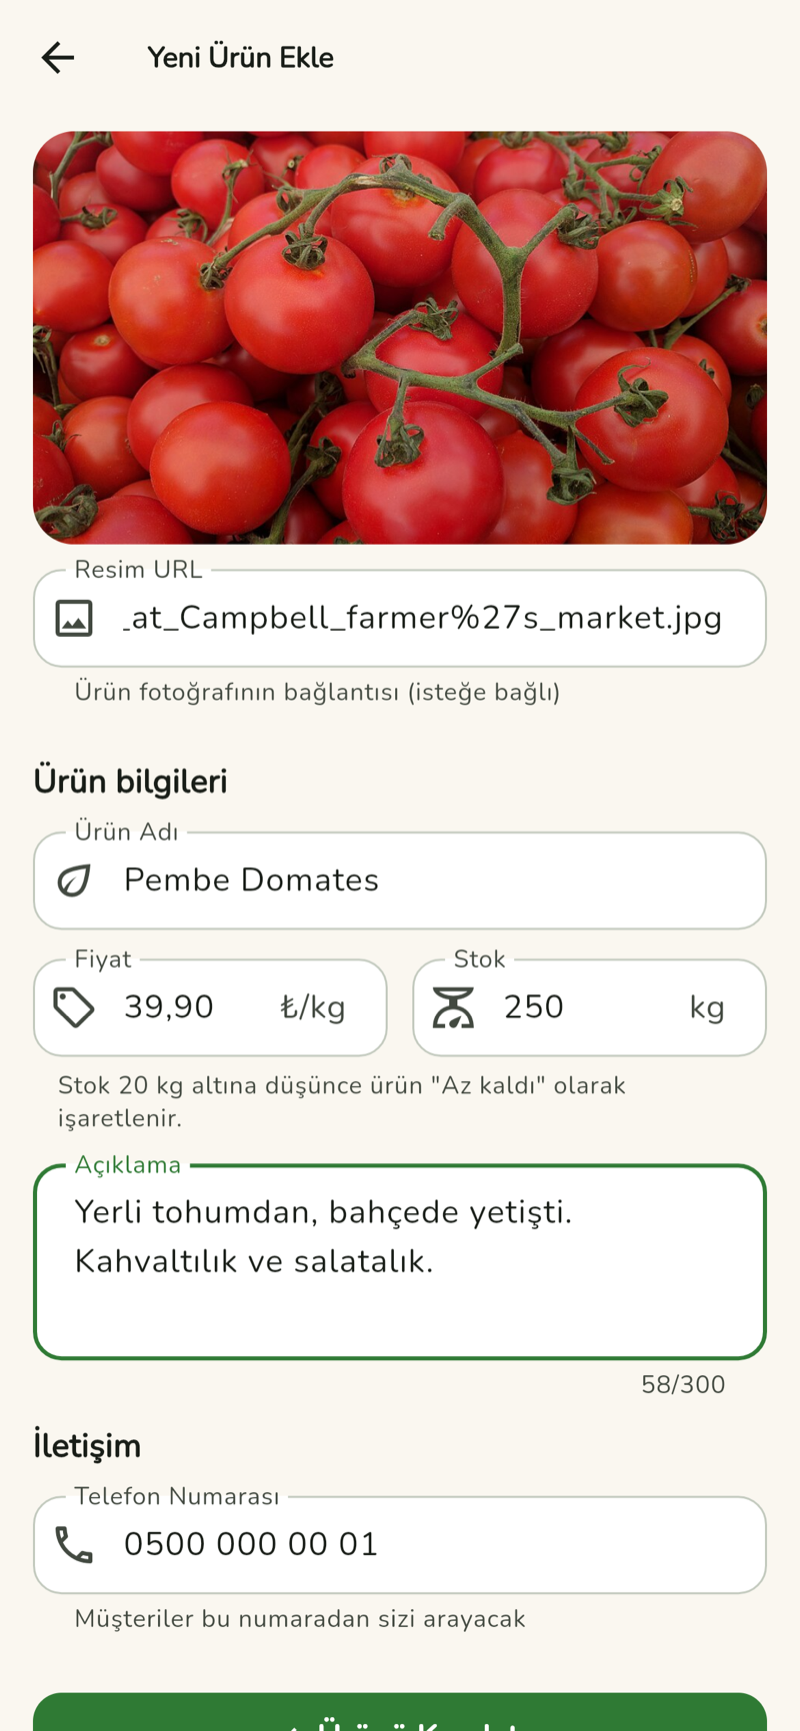 Yeni Ürün Ekle
Resim URL
_at_Campbell_farmer%27s_market.jpg
Ürün fotoğrafının bağlantısı (isteğe bağlı)
Ürün bilgileri
Ürün Adı
Pembe Domates
Fiyat
39,90 ₺/kg
Stok
250 kg
Stok 20 kg altına düşünce ürün "Az kaldı" olarak
işaretlenir.
Açıklama
Yerli tohumdan, bahçede yetişti.
Kahvaltılık ve salatalık.
58/300
İletişim
Telefon Numarası
0500 000 00 01
Müşteriler bu numaradan sizi arayacak